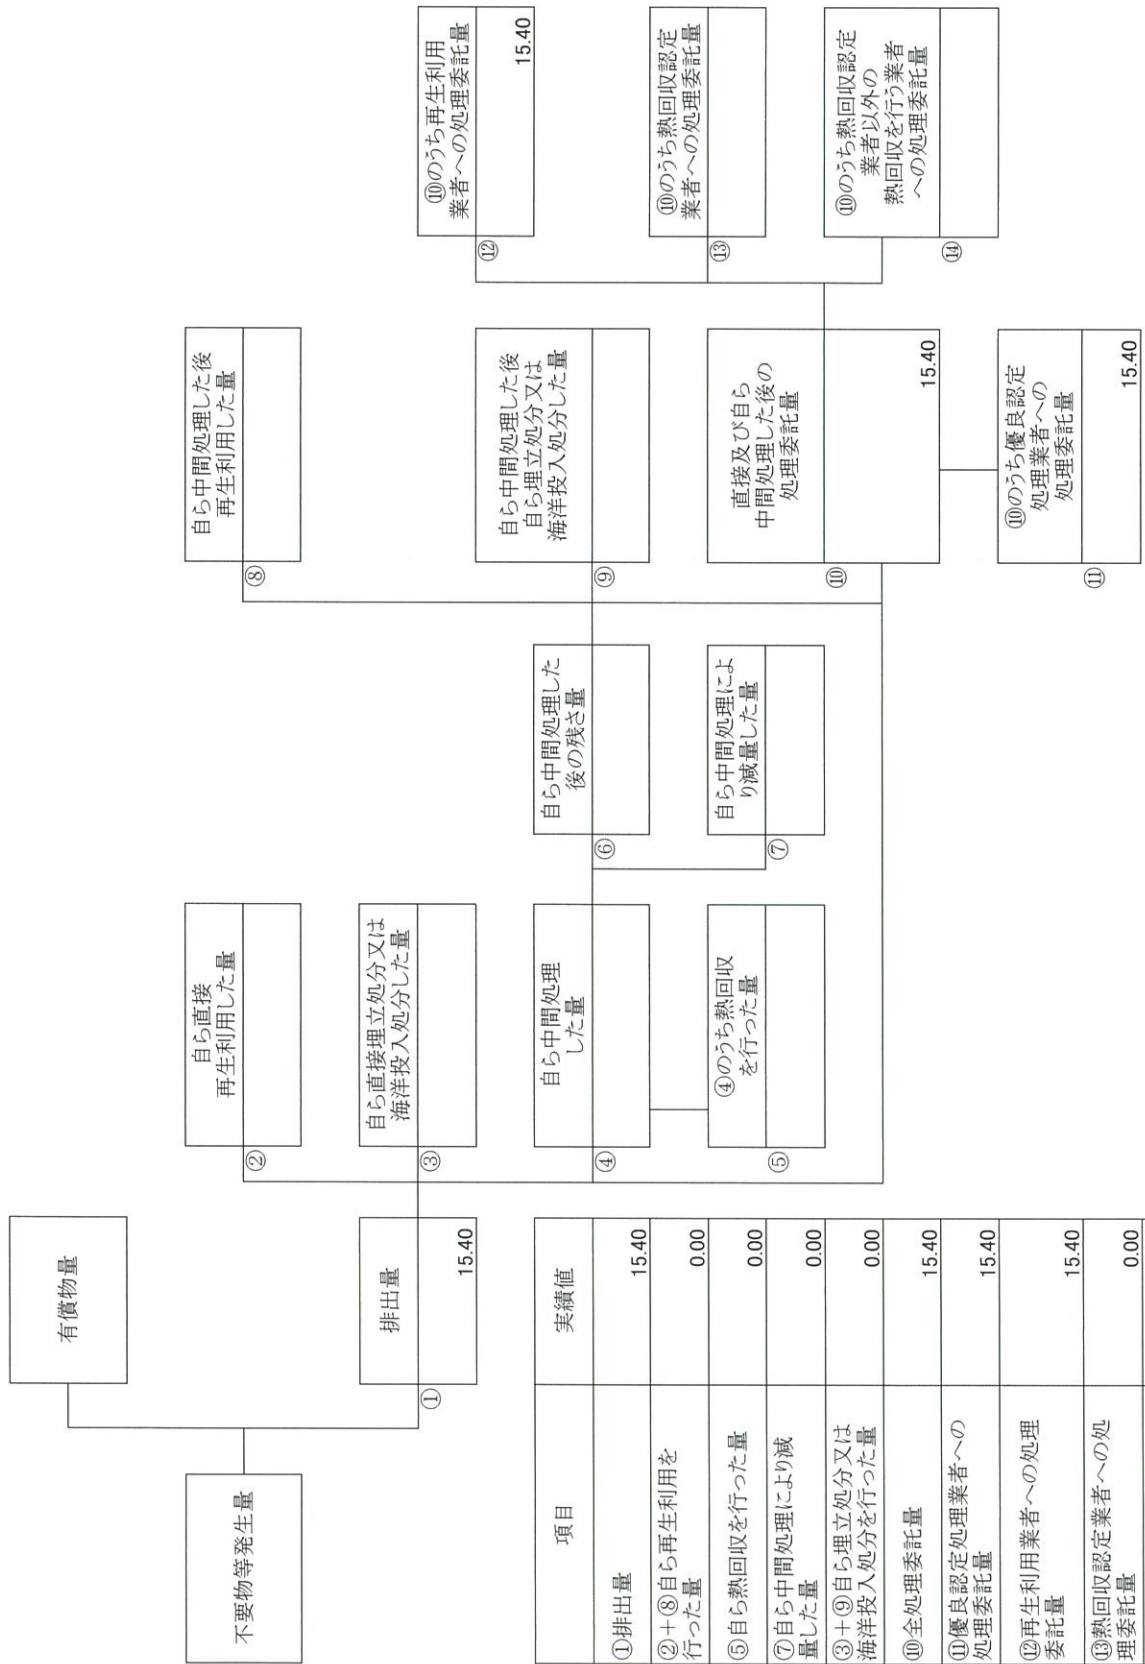 不要物等発生量
有償物量
①
排出量
15.40
②
自ら直接
再生利用した量
③
自ら直接埋立処分又は
海洋投入処分した量
④
自ら中間処理
した量
⑤
④のうち熱回収
を行った量
⑥
自ら中間処理した
後の残さ量
⑦
自ら中間処理によ
り減量した量
⑧
自ら中間処理した後
再生利用した量
⑨
自ら中間処理した後
自ら埋立処分又は
海洋投入処分した量
⑩
直接及び自ら
中間処理した後の
処理委託量
15.40
⑪
⑩のうち優良認定
処理業者への
処理委託量
15.40
⑫
⑩のうち再生利用
業者への処理委託量
15.40
⑬
⑩のうち熱回収認定
業者への処理委託量
⑭
⑩のうち熱回収認定
業者以外の
熱回収を行う業者
への処理委託量
項目 実績値
①排出量 15.40
②+⑧自ら再生利用を
行った量 0.00
⑤自ら熱回収を行った量 0.00
⑦自ら中間処理により減
量した量 0.00
③+⑨自ら埋立処分又は
海洋投入処分を行った量 0.00
⑩全処理委託量 15.40
⑪優良認定処理業者への
処理委託量 15.40
⑫再生利用業者への処理
委託量 15.40
⑬熱回収認定業者への処
理委託量 0.00